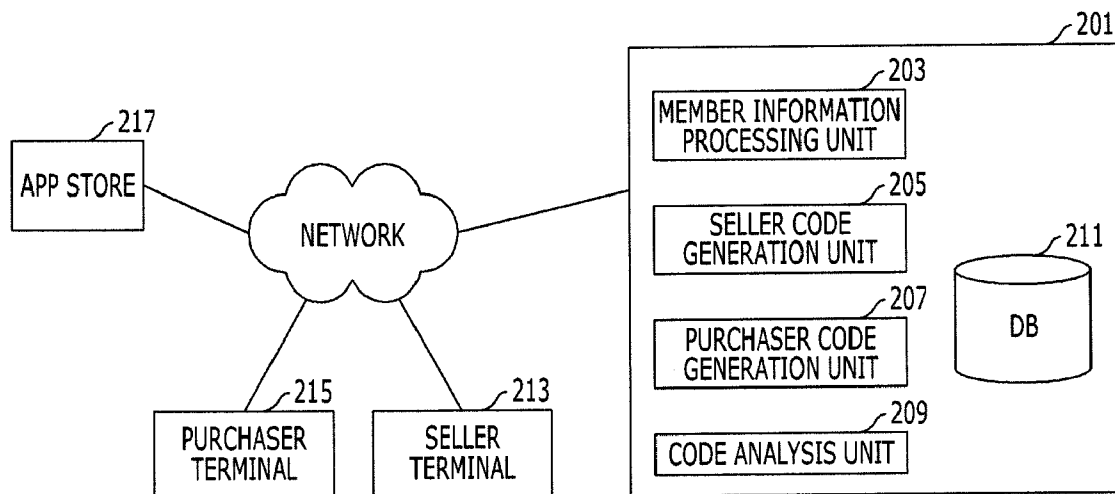 201
203
MEMBER INFORMATION
PROCESSING UNIT
217
APP STORE
205
SELLER CODE
GENERATION UNIT
NETWORK
211
DB
207
PURCHASER CODE
GENERATION UNIT
215
PURCHASER
TERMINAL
213
SELLER
TERMINAL
209
CODE ANALYSIS UNIT